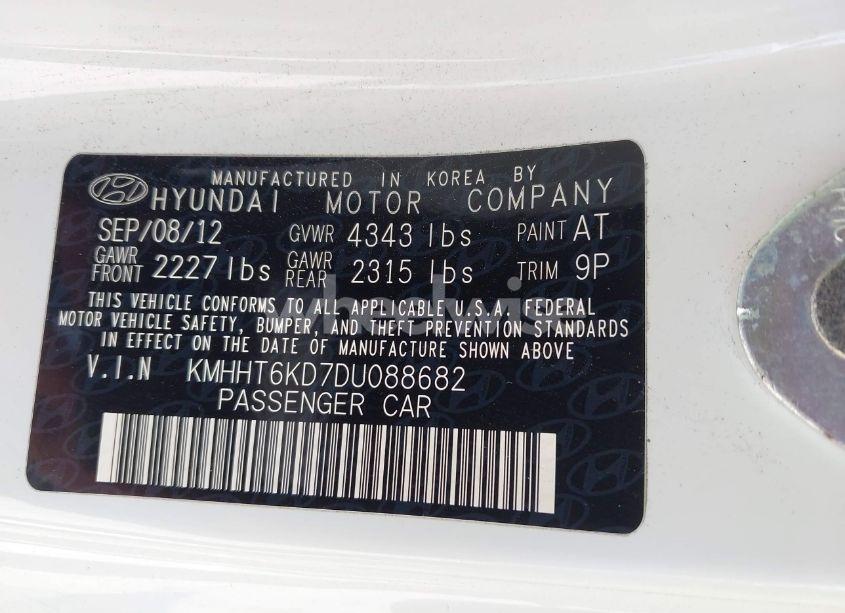 MANUFACTURED IN KOREA BY
HYUNDAI MOTOR COMPANY
SEP/08/12 GVWR 4343 lbs PAINT AT
GAWR FRONT 2227 lbs GAWR REAR 2315 lbs TRIM 9P
THIS VEHICLE CONFORMS TO ALL APPLICABLE U.S.A. FEDERAL
MOTOR VEHICLE SAFETY, BUMPER, AND THEFT PREVENTION STANDARDS
IN EFFECT ON THE DATE OF MANUFACTURE SHOWN ABOVE
V.I.N KMHHT6KD7DU088682
PASSENGER CAR